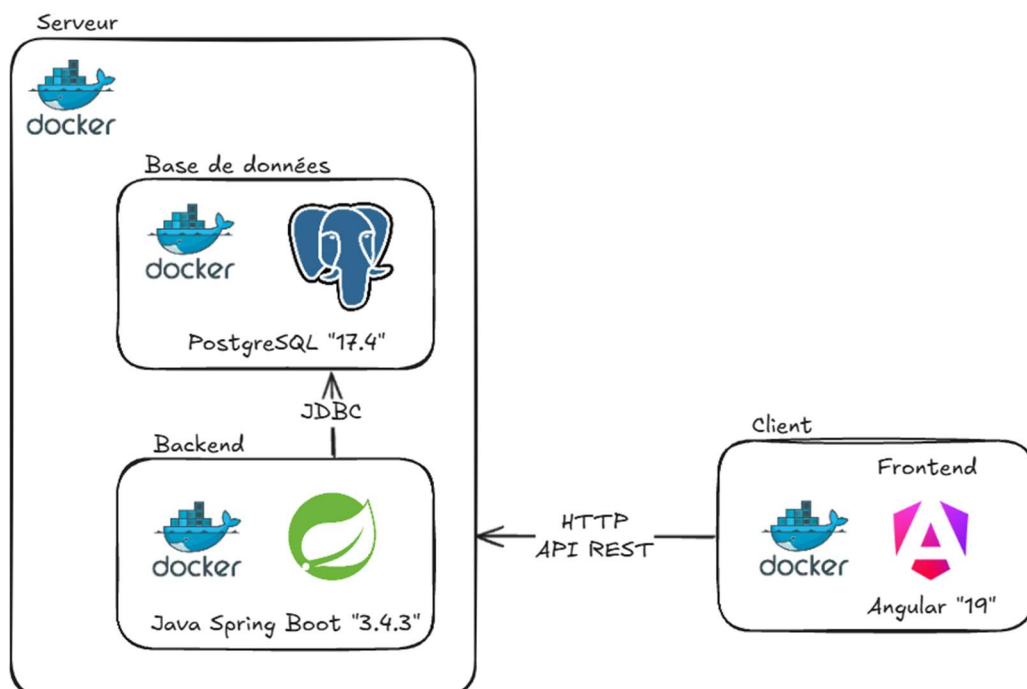 Serveur
docker
Base de données
docker
PostgreSQL "17.4"
JDBC
Backend
docker
Java Spring Boot "3.4.3"
HTTP
API REST
Client
Frontend
docker
Angular "19"